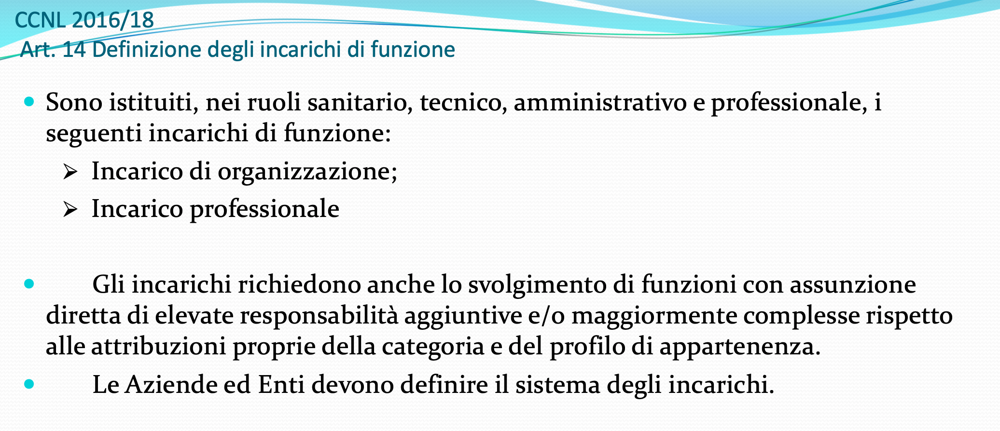 CCNL 2016/18
Art. 14 Definizione degli incarichi di funzione
• Sono istituiti, nei ruoli sanitario, tecnico, amministrativo e professionale, i
seguenti incarichi di funzione:
➢ Incarico di organizzazione;
➢ Incarico professionale
• Gli incarichi richiedono anche lo svolgimento di funzioni con assunzione
diretta di elevate responsabilità aggiuntive e/o maggiormente complesse rispetto
alle attribuzioni proprie della categoria e del profilo di appartenenza.
• Le Aziende ed Enti devono definire il sistema degli incarichi.